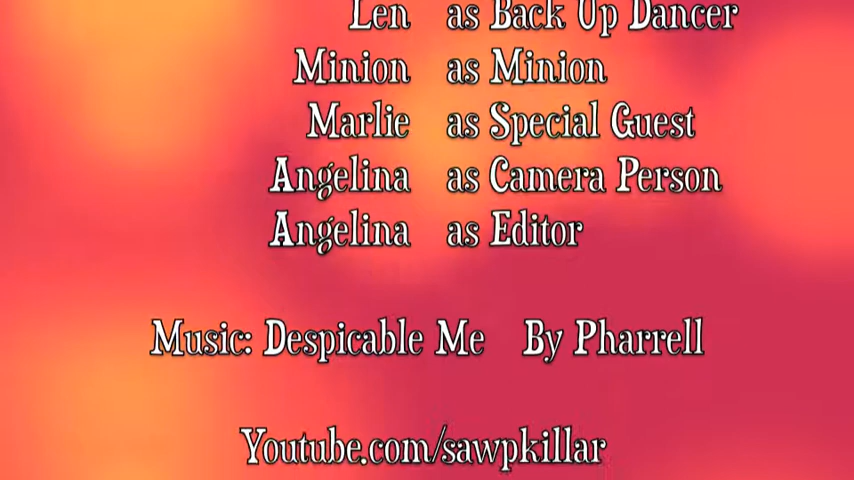 Len as Back Up Dancer
Minion as Minion
Marlie as Special Guest
Angelina as Camera Person
Angelina as Editor
Music: Despicable Me By Pharrell
Youtube.com/sawpkillar